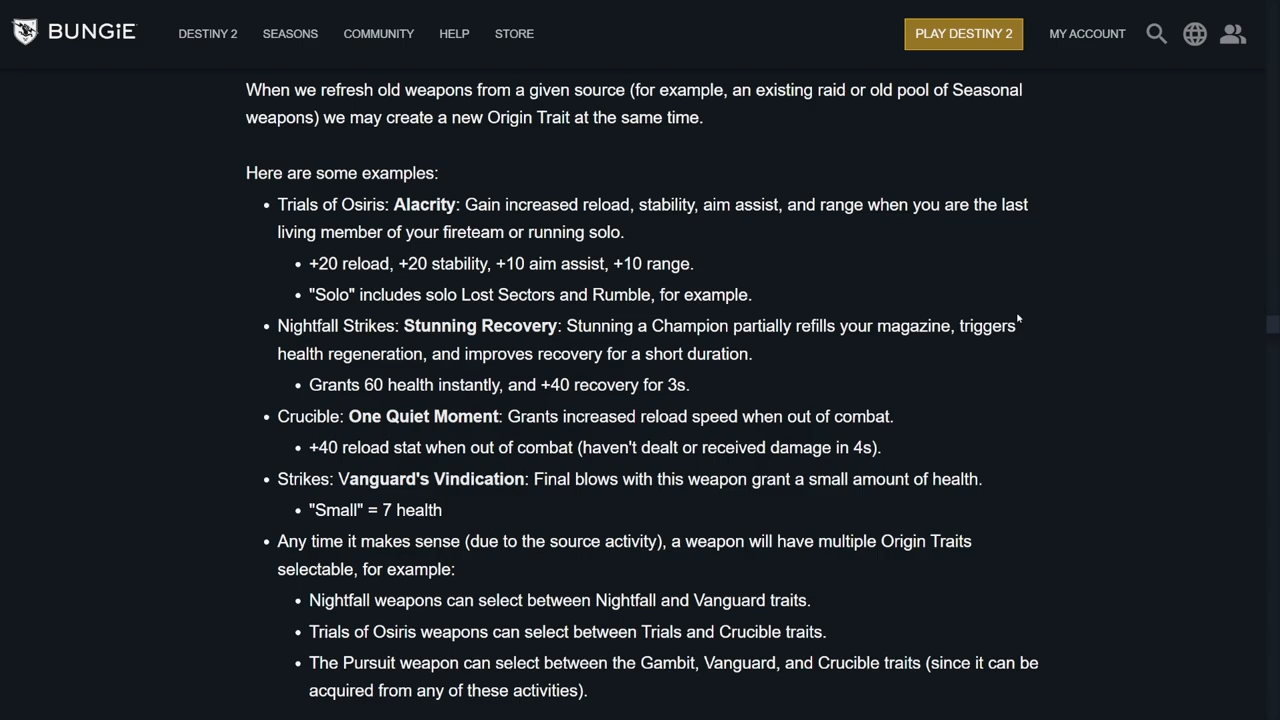 BUNGiE
DESTINY 2 SEASONS COMMUNITY HELP STORE PLAY DESTINY 2 MY ACCOUNT
When we refresh old weapons from a given source (for example, an existing raid or old pool of Seasonal
weapons) we may create a new Origin Trait at the same time.
Here are some examples:
• Trials of Osiris: Alacrity: Gain increased reload, stability, aim assist, and range when you are the last
living member of your fireteam or running solo.
• +20 reload, +20 stability, +10 aim assist, +10 range.
• "Solo" includes solo Lost Sectors and Rumble, for example.
• Nightfall Strikes: Stunning Recovery: Stunning a Champion partially refills your magazine, triggers
health regeneration, and improves recovery for a short duration.
• Grants 60 health instantly, and +40 recovery for 3s.
• Crucible: One Quiet Moment: Grants increased reload speed when out of combat.
• +40 reload stat when out of combat (haven't dealt or received damage in 4s).
• Strikes: Vanguard's Vindication: Final blows with this weapon grant a small amount of health.
• "Small" = 7 health
• Any time it makes sense (due to the source activity), a weapon will have multiple Origin Traits
selectable, for example:
• Nightfall weapons can select between Nightfall and Vanguard traits.
• Trials of Osiris weapons can select between Trials and Crucible traits.
• The Pursuit weapon can select between the Gambit, Vanguard, and Crucible traits (since it can be
acquired from any of these activities).